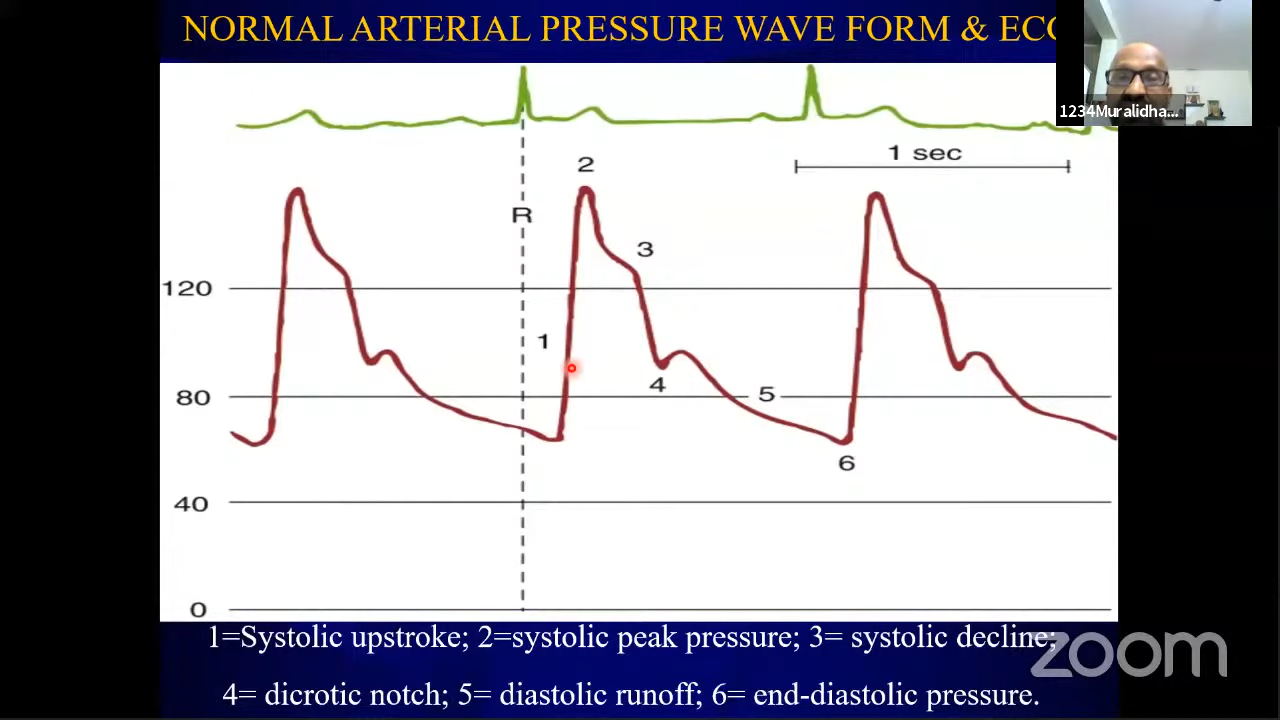 NORMAL ARTERIAL PRESSURE WAVE FORM & ECG
1234Muralidha...
1 sec
2
R
3
120
1
4
80
5
6
40
0
1=Systolic upstroke; 2=systolic peak pressure; 3= systolic decline;
zoom
4= dicrotic notch; 5= diastolic runoff; 6= end-diastolic pressure.